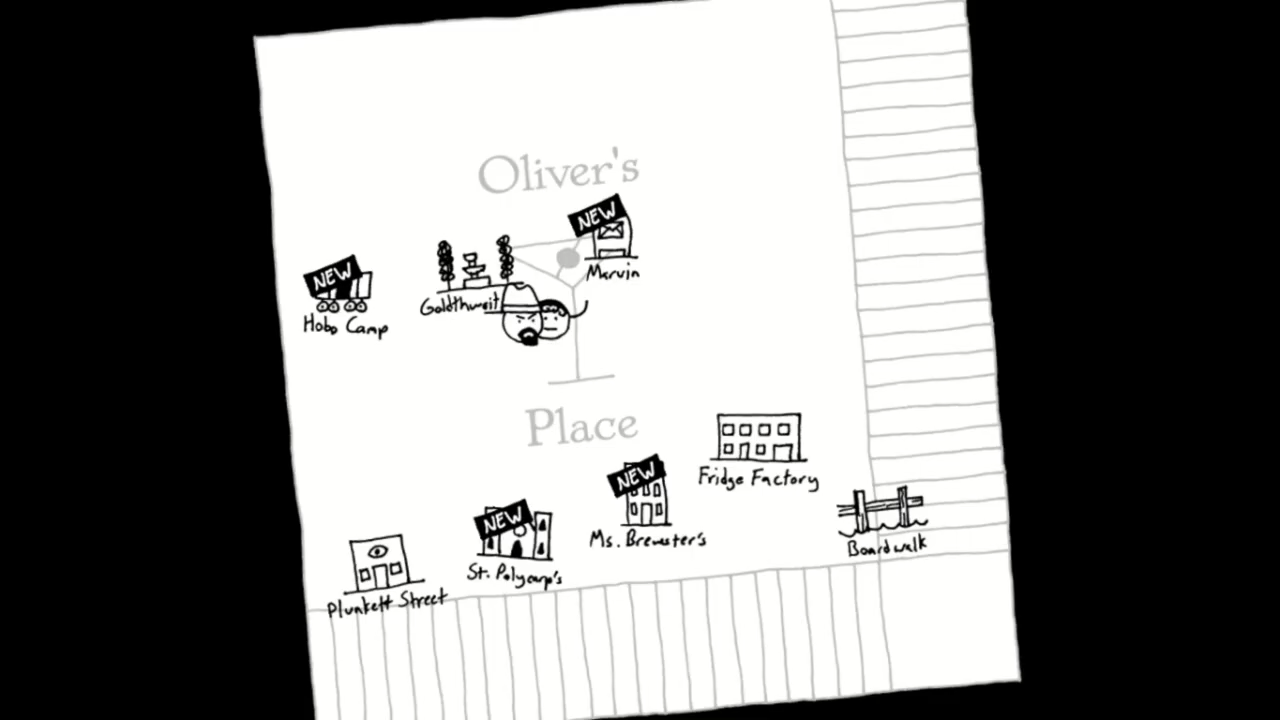 Oliver's
NEW
Marvin
NEW
Hobo Camp
Goldthwait
Place
Fridge Factory
NEW
Ms. Brewster's
Boardwalk
NEW
St. Polycarp's
Plunkett Street